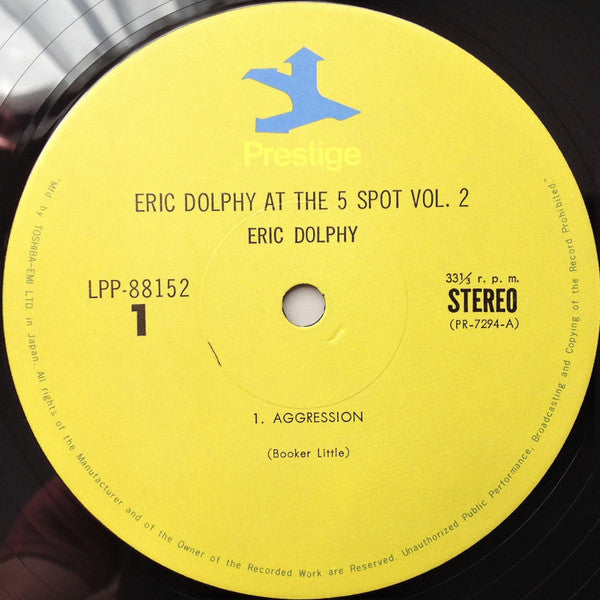 Prestige
ERIC DOLPHY AT THE 5 SPOT VOL. 2
ERIC DOLPHY
LPP-88152
1
33⅓ r. p. m.
STEREO
(PR-7294-A)
1. AGGRESSION
(Booker Little)
"Mfd by TOSHIBA-EMI LTD. in Japan. All rights of the Manufacturer and of the Owner of the Recorded Work are Reserved. Unauthorized Public Performance, Broadcasting and Copying of the Record Prohibited."